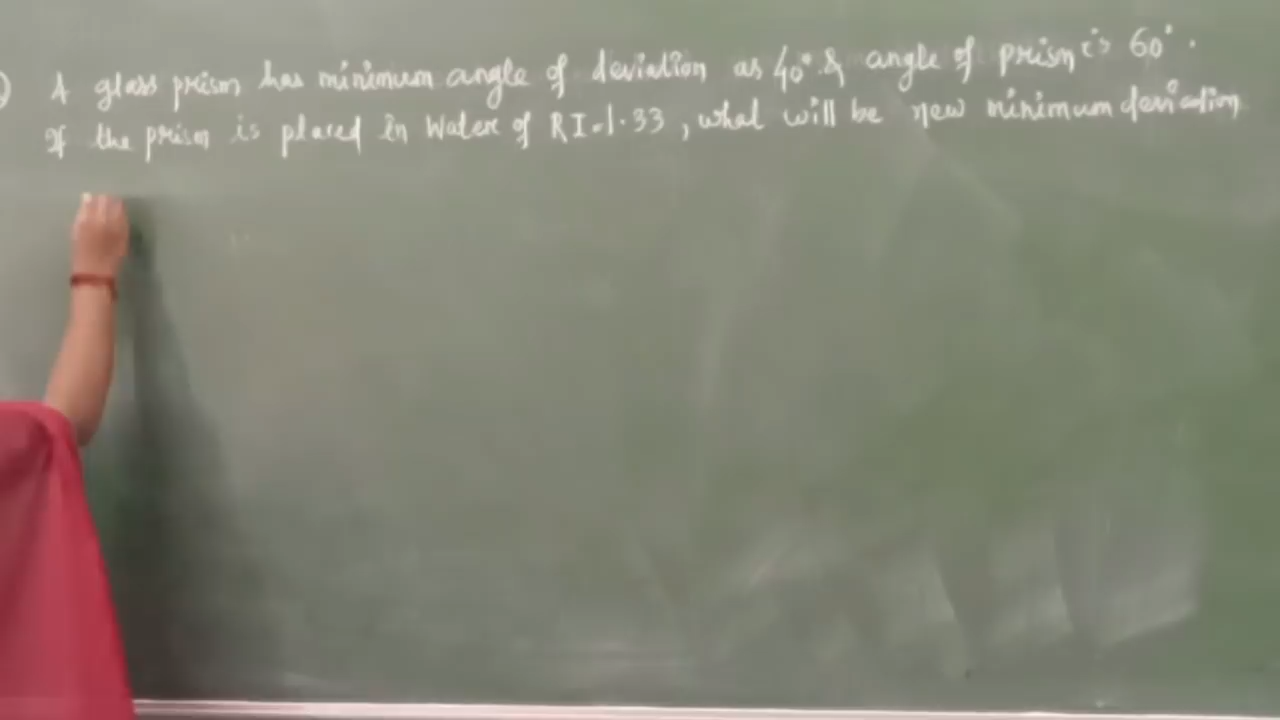 ) A glass prism has minimum angle of deviation as 40° & angle of prism is 60°.
If the prism is placed in Water of RI=1.33, what will be new minimum deviation